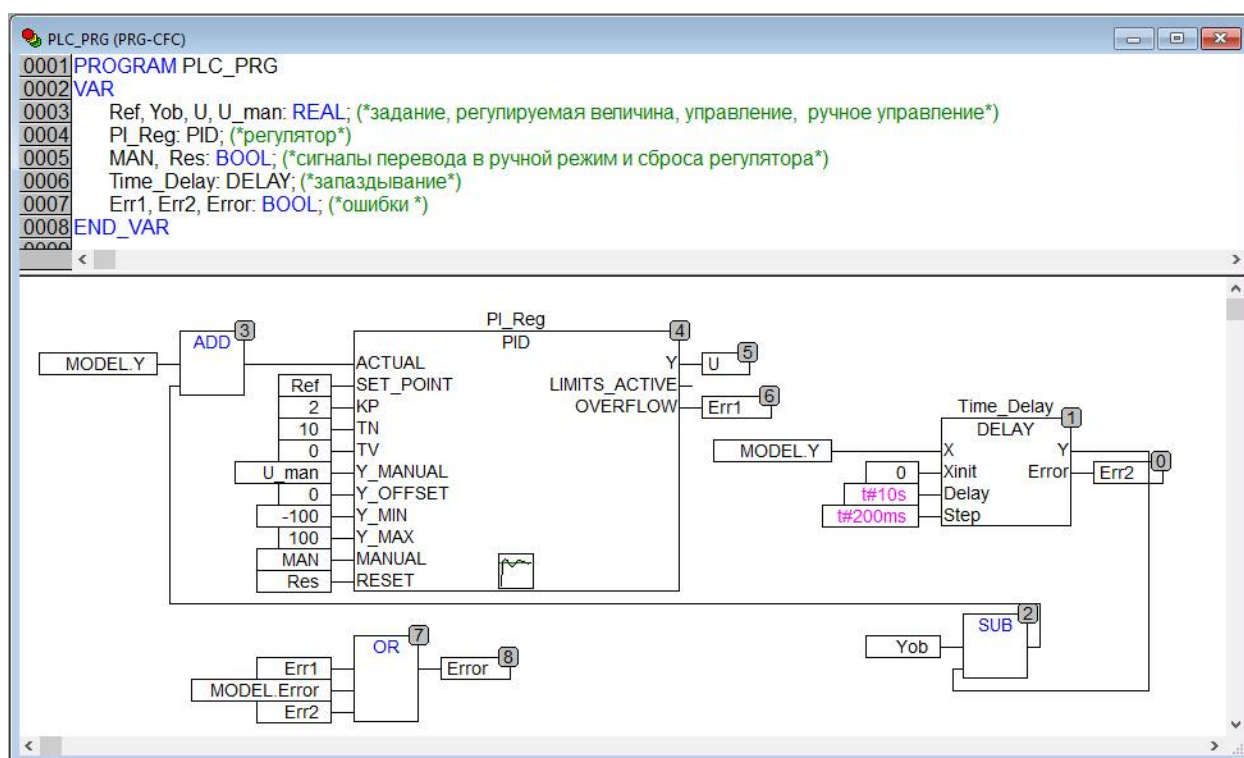 PLC_PRG (PRG-CFC)
0001 PROGRAM PLC_PRG
0002 VAR
0003 Ref, Yob, U, U_man: REAL; (*задание, регулируемая величина, управление, ручное управление*)
0004 PI_Reg: PID; (*регулятор*)
0005 MAN, Res: BOOL; (*сигналы перевода в ручной режим и сброса регулятора*)
0006 Time_Delay: DELAY; (*запаздывание*)
0007 Err1, Err2, Error: BOOL; (*ошибки *)
0008 END_VAR
PI_Reg
ADD 3
PID 4
MODEL.Y
ACTUAL Y U 5
Ref SET_POINT LIMITS_ACTIVE
2 KP OVERFLOW Err1 6
10 TN
0 TV
U_man Y_MANUAL
0 Y_OFFSET
-100 Y_MIN
100 Y_MAX
MAN MANUAL
Res RESET
Time_Delay 1
DELAY
MODEL.Y X Y
0 Xinit Error Err2 0
t#10s Delay
t#200ms Step
SUB 2
Yob
OR 7
Err1 Error 8
MODEL.Error
Err2